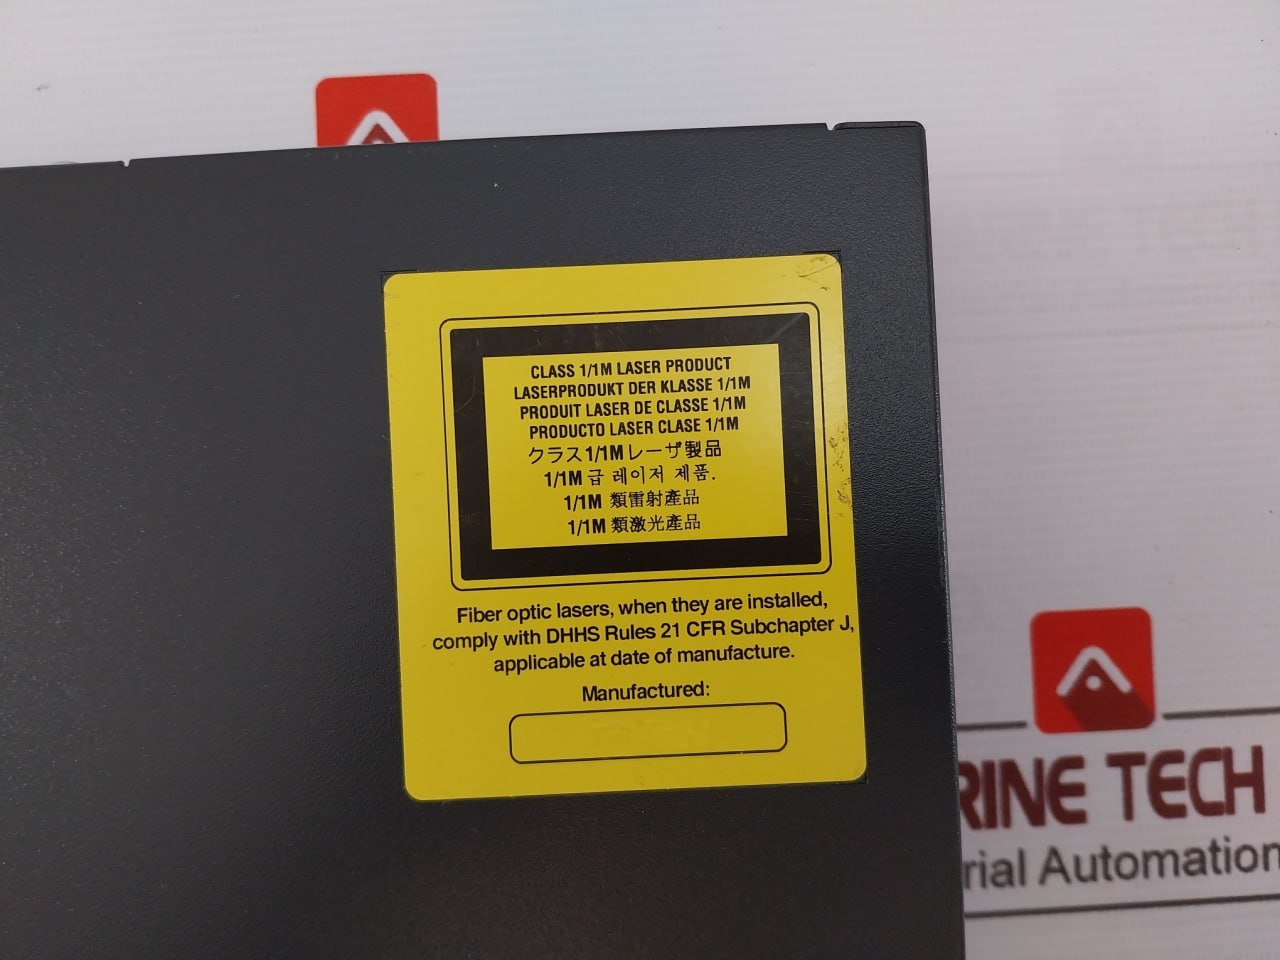 CLASS 1/1M LASER PRODUCT
LASERPRODUKT DER KLASSE 1/1M
PRODUIT LASER DE CLASSE 1/1M
PRODUCTO LASER CLASE 1/1M
クラス1/1Mレーザ製品
1/1M 급 레이저 제품.
1/1M 類雷射產品
1/1M 類激光產品
Fiber optic lasers, when they are installed,
comply with DHHS Rules 21 CFR Subchapter J,
applicable at date of manufacture.
Manufactured:
RINE TECH
rial Automation